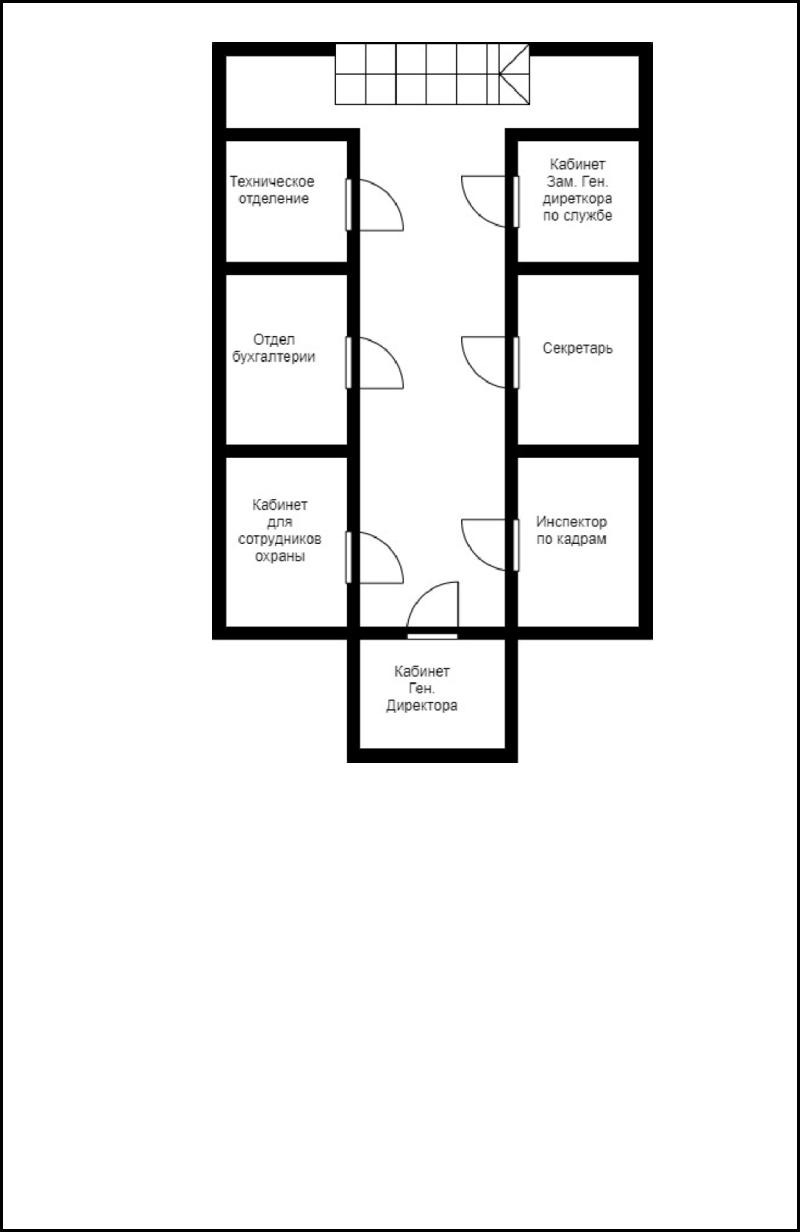 Техническое
отделение
Кабинет
Зам. Ген.
диреткора
по службе
Отдел
бухгалтерии
Секретарь
Кабинет
для
сотрудников
охраны
Инспектор
по кадрам
Кабинет
Ген.
Директора